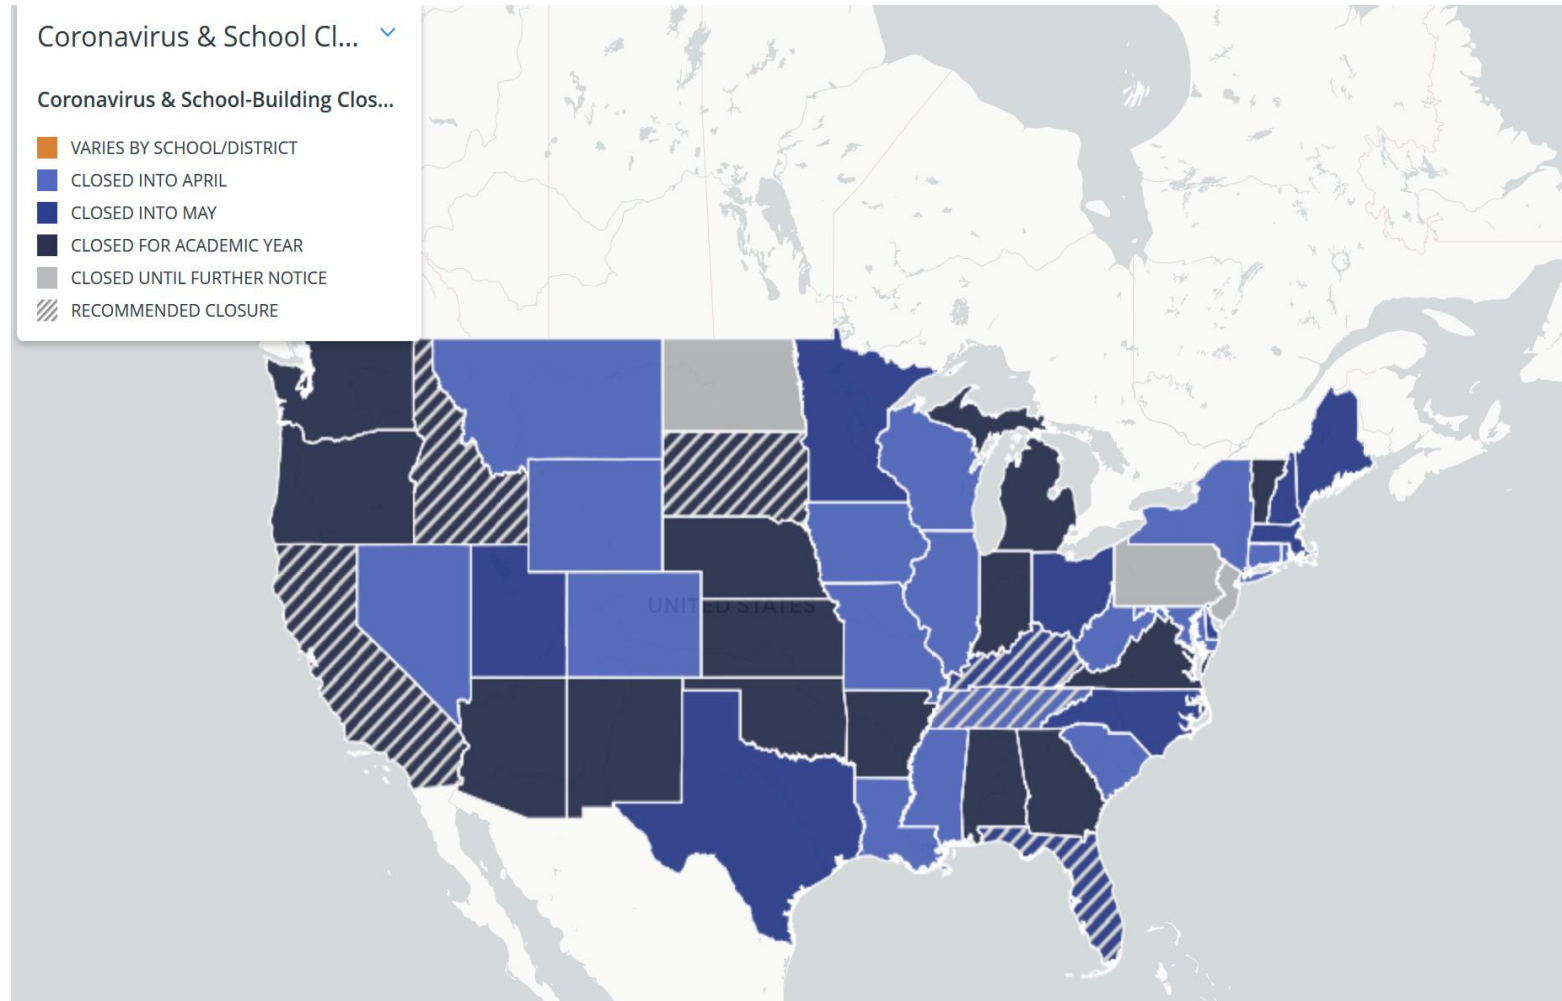 Coronavirus & School Cl...
Coronavirus & School-Building Clos...
VARIES BY SCHOOL/DISTRICT
CLOSED INTO APRIL
CLOSED INTO MAY
CLOSED FOR ACADEMIC YEAR
CLOSED UNTIL FURTHER NOTICE
RECOMMENDED CLOSURE
UNITED STATES